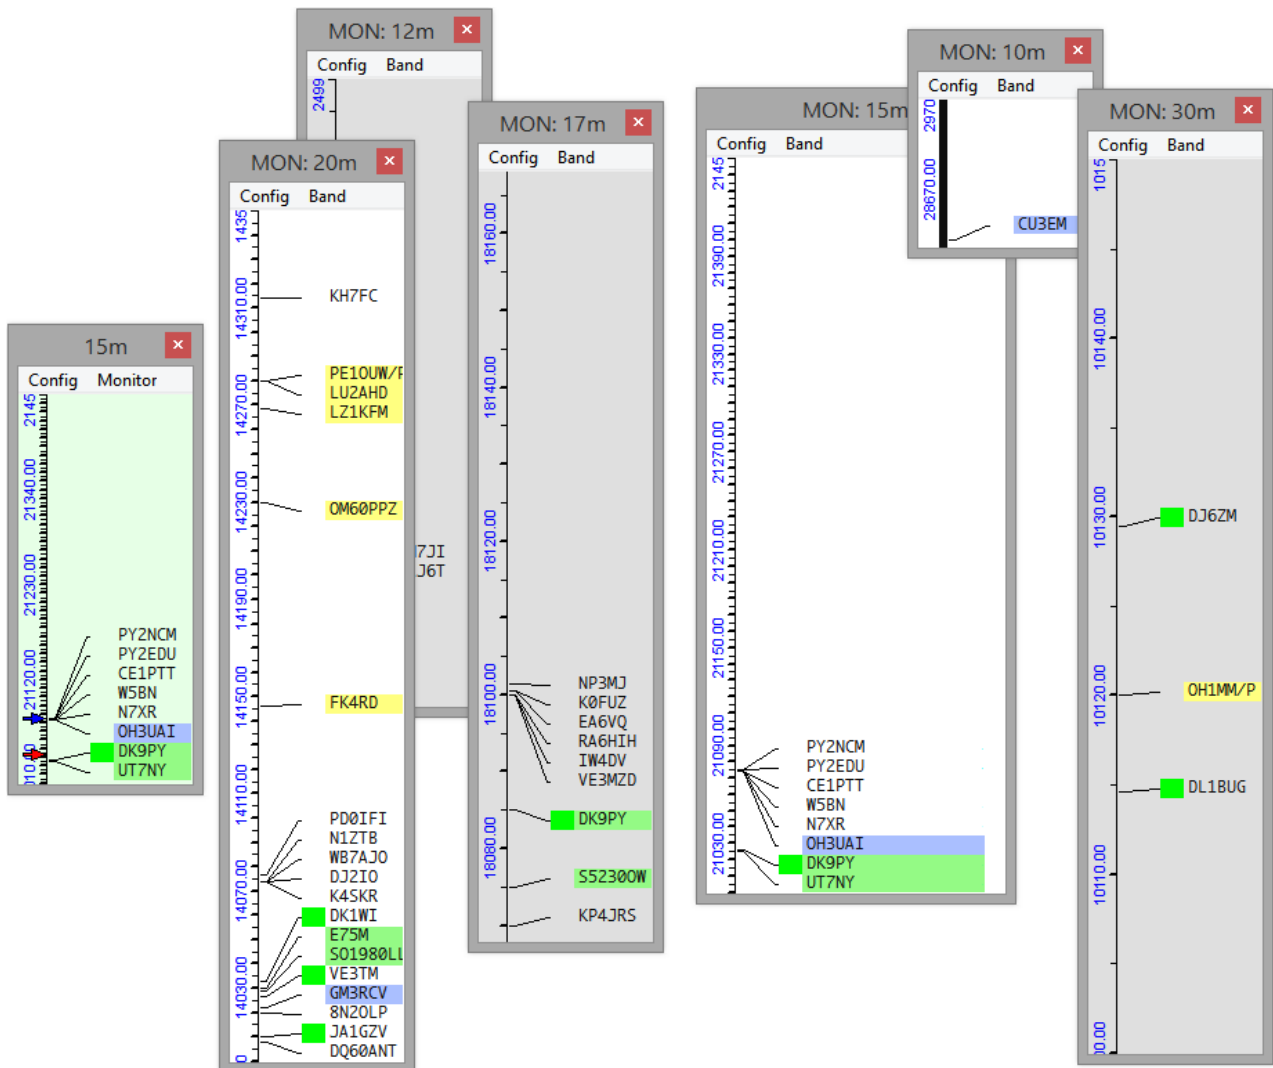 MON: 12m
Config Band
2499
7JI
J6T
MON: 20m
Config Band
1435
14310.00
14270.00
14230.00
14190.00
14150.00
14110.00
14070.00
14030.00
KH7FC
PE1OUW/P
LU2AHD
LZ1KFM
OM60PPZ
FK4RD
PD0IFI
N1ZTB
WB7AJO
DJ2IO
K4SKR
DK1WI
E75M
SO1980LL
VE3TM
GM3RCV
8N2OLP
JA1GZV
DQ60ANT
15m
Config Monitor
2145
21340.00
21230.00
21120.00
PY2NCM
PY2EDU
CE1PTT
W5BN
N7XR
OH3UAI
DK9PY
UT7NY
MON: 17m
Config Band
18160.00
18140.00
18120.00
18100.00
18080.00
NP3MJ
K0FUZ
EA6VQ
RA6HIH
IW4DV
VE3MZD
DK9PY
S5230OW
KP4JRS
MON: 15m
Config Band
2145
21390.00
21330.00
21270.00
21210.00
21150.00
21090.00
21030.00
PY2NCM
PY2EDU
CE1PTT
W5BN
N7XR
OH3UAI
DK9PY
UT7NY
MON: 10m
Config Band
2970
28670.00
CU3EM
MON: 30m
Config Band
1015
10140.00
10130.00
10120.00
10110.00
00.00
DJ6ZM
OH1MM/P
DL1BUG